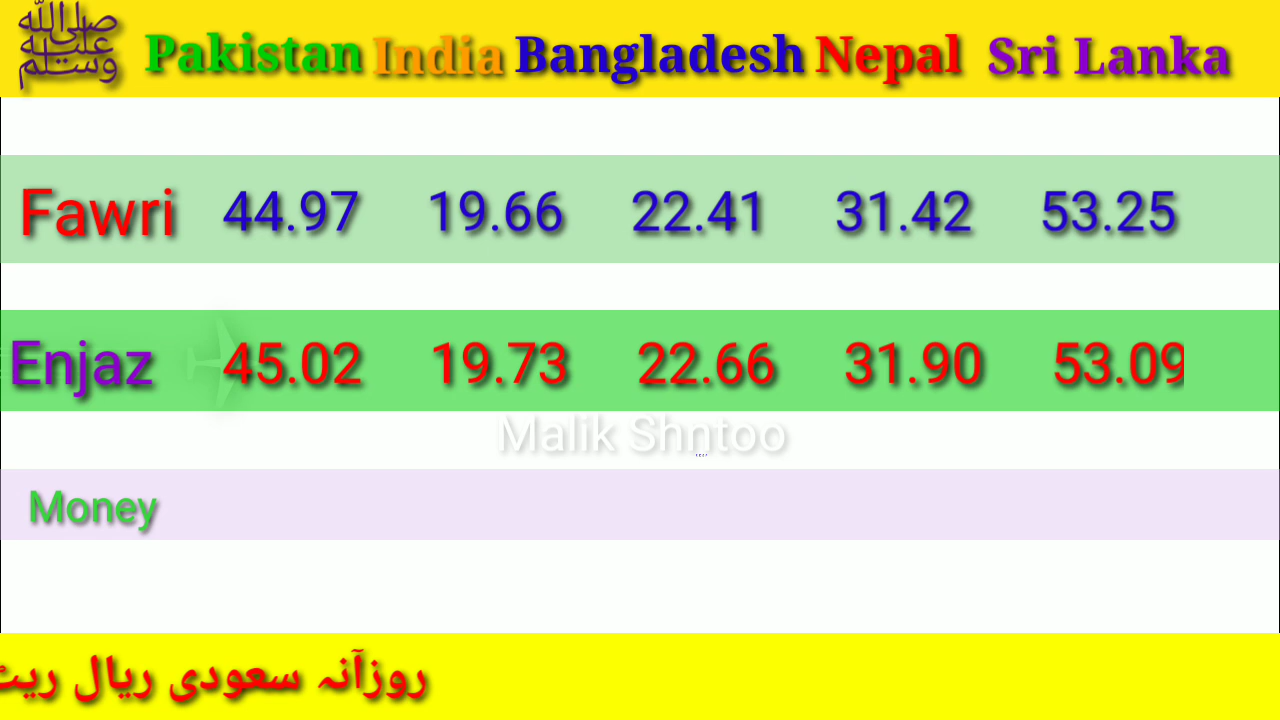 ﷺ Pakistan India Bangladesh Nepal Sri Lanka
Fawri 44.97 19.66 22.41 31.42 53.25
Enjaz 45.02 19.73 22.66 31.90 53.09
Malik Shntoo
Money
روزآنہ سعودی ریال ریٹ